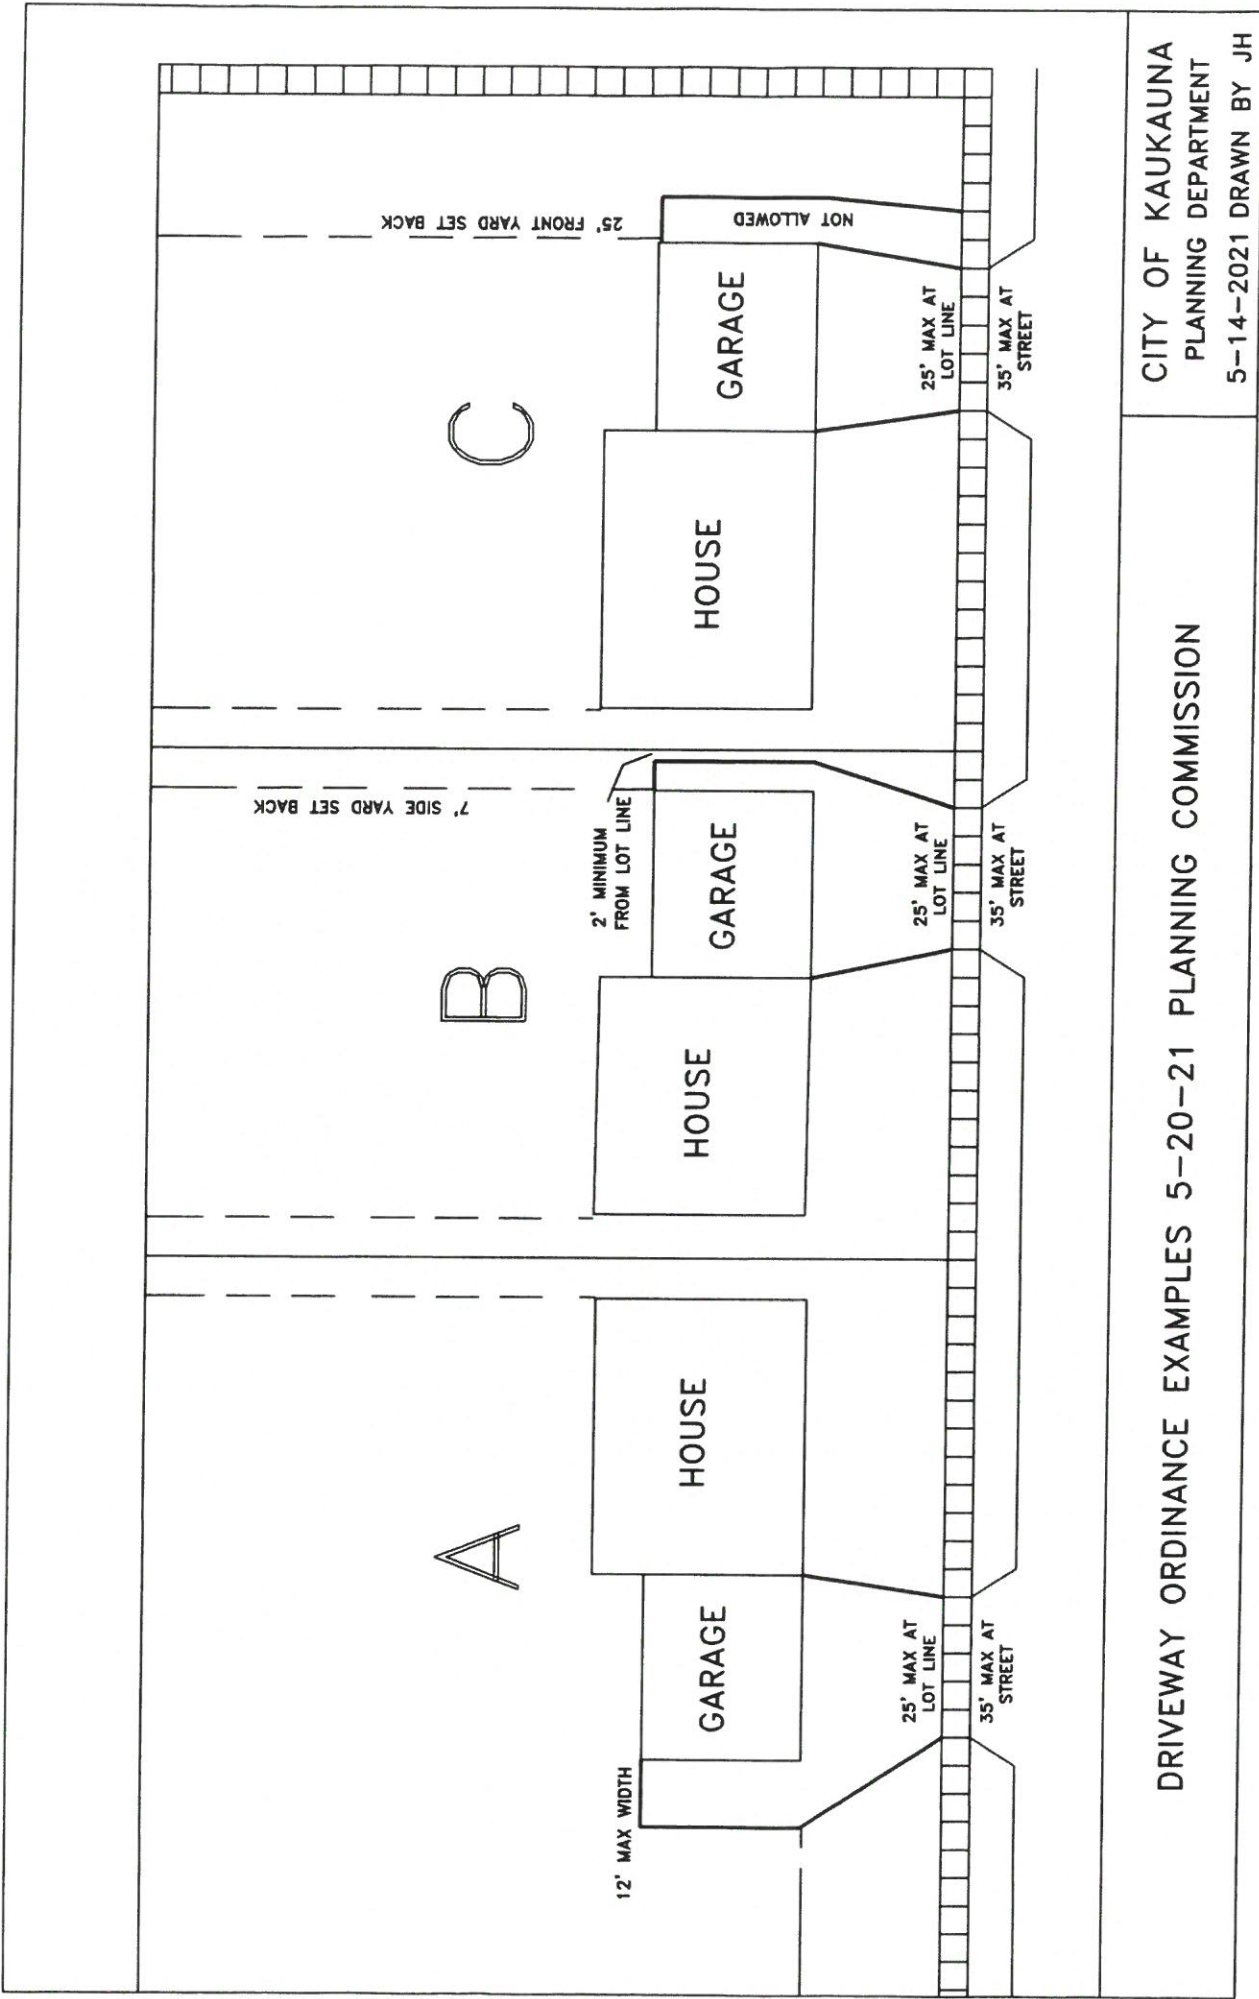 A
B
C
12' MAX WIDTH
GARAGE
HOUSE
25' MAX AT
LOT LINE
35' MAX AT
STREET
7' SIDE YARD SET BACK
2' MINIMUM
FROM LOT LINE
HOUSE
GARAGE
25' MAX AT
LOT LINE
35' MAX AT
STREET
25' FRONT YARD SET BACK
HOUSE
GARAGE
NOT ALLOWED
25' MAX AT
LOT LINE
35' MAX AT
STREET
DRIVEWAY ORDINANCE EXAMPLES 5-20-21 PLANNING COMMISSION
CITY OF KAUKAUNA
PLANNING DEPARTMENT
5-14-2021 DRAWN BY JH